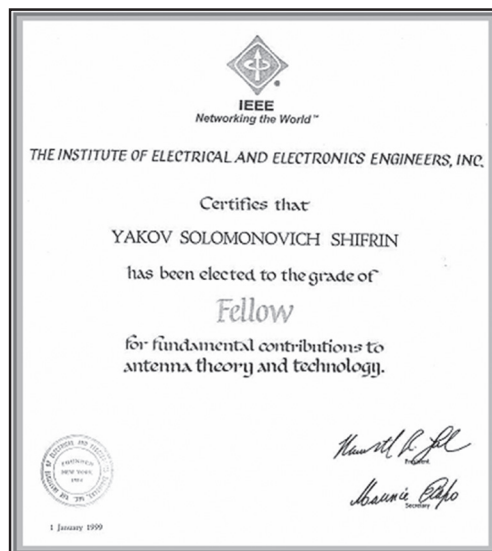 IEEE
Networking the World™
THE INSTITUTE OF ELECTRICAL AND ELECTRONICS ENGINEERS, INC.
Certifies that
YAKOV SOLOMONOVICH SHIFRIN
has been elected to the grade of
Fellow
for fundamental contributions to
antenna theory and technology.
President
Secretary
1 January 1999